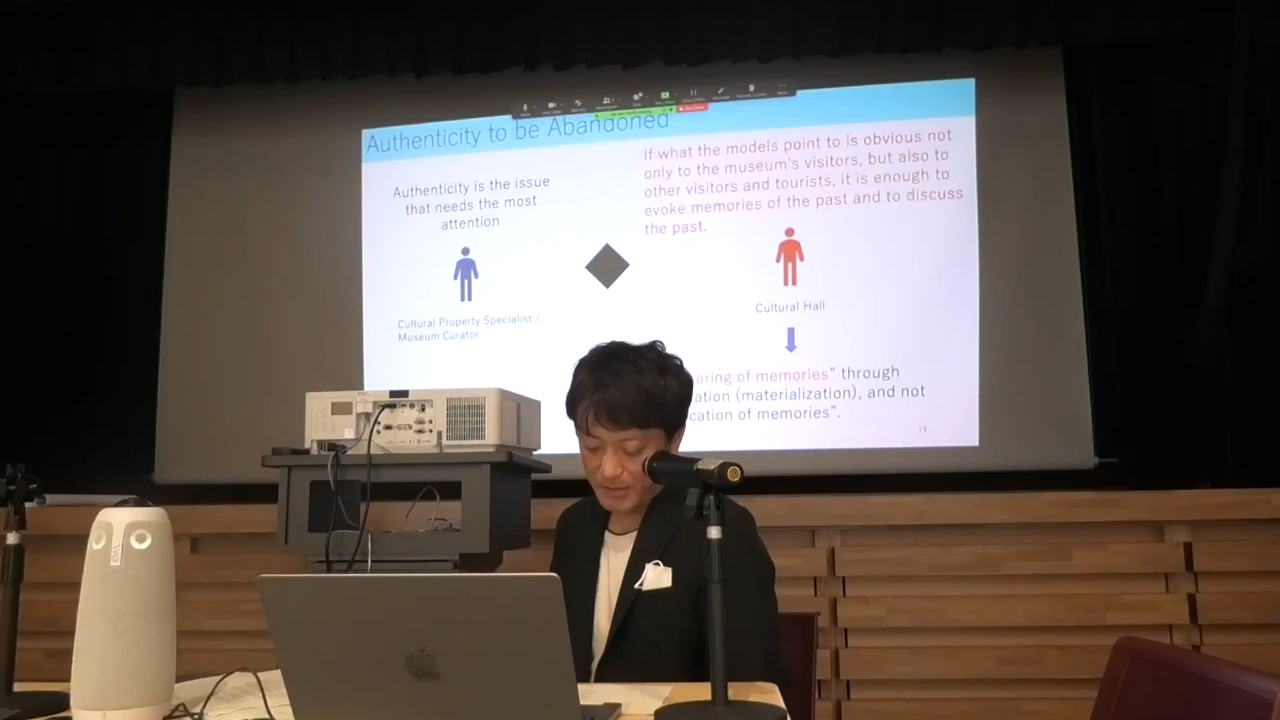 Authenticity to be Abandoned
Authenticity is the issue
that needs the most
attention
Cultural Property Specialist /
Museum Curator
If what the models point to is obvious not
only to the museum's visitors, but also to
other visitors and tourists, it is enough to
evoke memories of the past and to discuss
the past.
Cultural Hall
aring of memories" through
ation (materialization), and not
cation of memories".
19